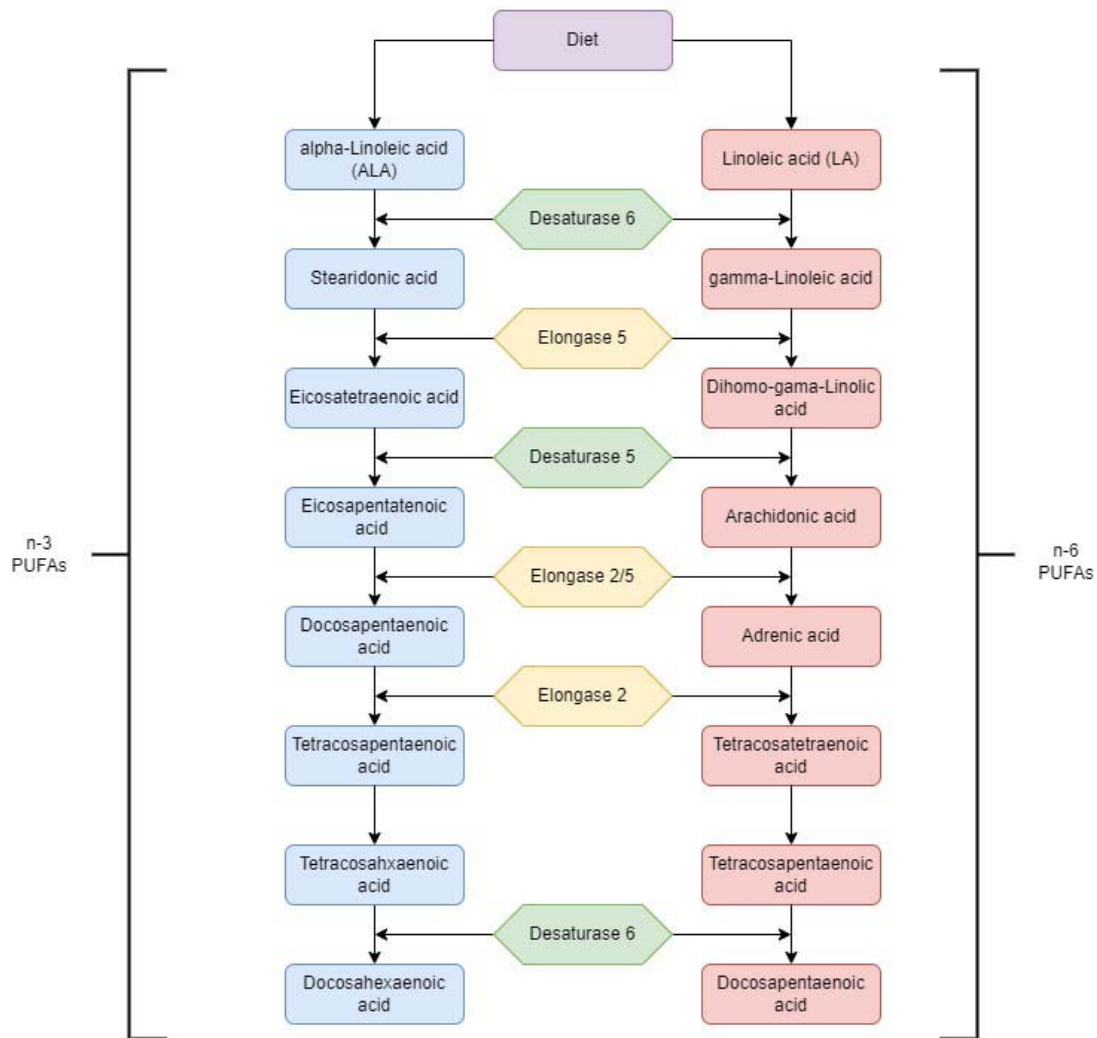 Diet
alpha-Linoleic acid
(ALA)
Linoleic acid (LA)
Desaturase 6
Stearidonic acid
gamma-Linoleic acid
Elongase 5
Eicosatetraenoic acid
Dihomo-gama-Linolic
acid
Desaturase 5
Eicosapentatenoic
acid
Arachidonic acid
n-3
PUFAs
n-6
PUFAs
Elongase 2/5
Docosapentaenoic
acid
Adrenic acid
Elongase 2
Tetracosapentaenoic
acid
Tetracosatetraenoic
acid
Tetracosahxaenoic
acid
Tetracosapentaenoic
acid
Desaturase 6
Docosahexaenoic
acid
Docosapentaenoic
acid